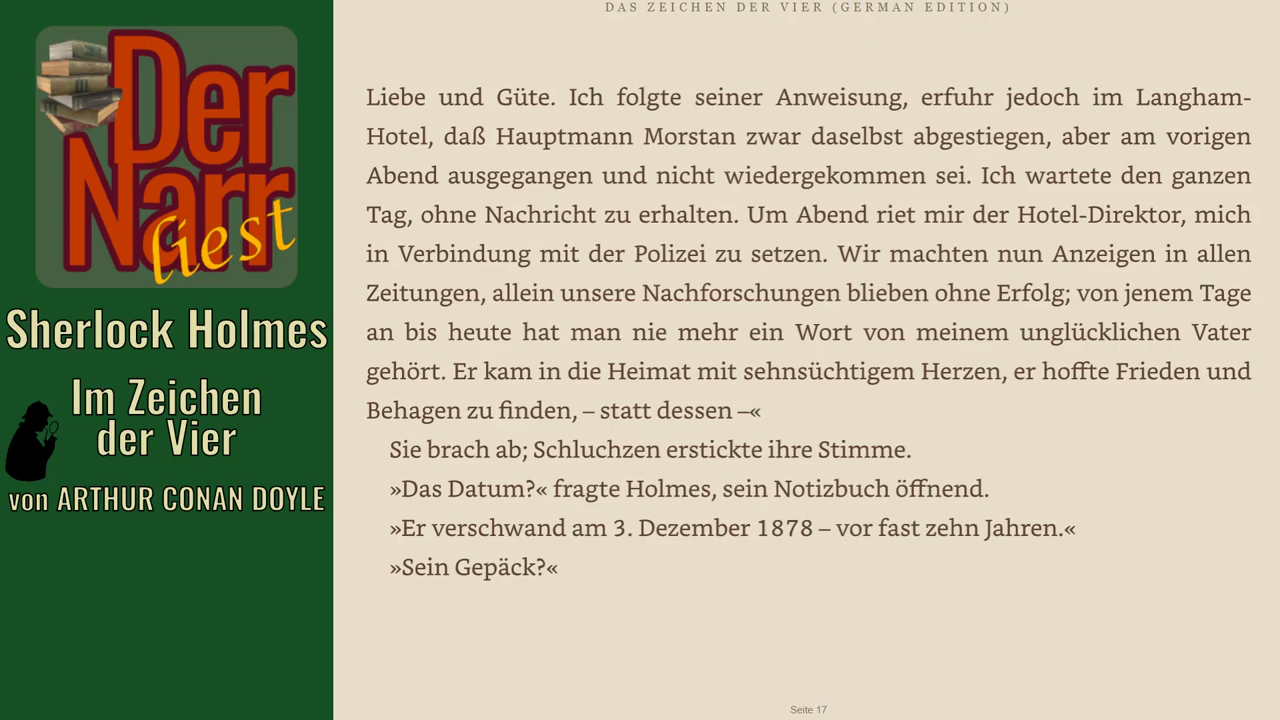 Der
Narr
liest
Sherlock Holmes
Im Zeichen
der Vier
von ARTHUR CONAN DOYLE
DAS ZEICHEN DER VIER (GERMAN EDITION)
Liebe und Güte. Ich folgte seiner Anweisung, erfuhr jedoch im Langham-
Hotel, daß Hauptmann Morstan zwar daselbst abgestiegen, aber am vorigen
Abend ausgegangen und nicht wiedergekommen sei. Ich wartete den ganzen
Tag, ohne Nachricht zu erhalten. Um Abend riet mir der Hotel-Direktor, mich
in Verbindung mit der Polizei zu setzen. Wir machten nun Anzeigen in allen
Zeitungen, allein unsere Nachforschungen blieben ohne Erfolg; von jenem Tage
an bis heute hat man nie mehr ein Wort von meinem unglücklichen Vater
gehört. Er kam in die Heimat mit sehnsüchtigem Herzen, er hoffte Frieden und
Behagen zu finden, – statt dessen –«
Sie brach ab; Schluchzen erstickte ihre Stimme.
»Das Datum?« fragte Holmes, sein Notizbuch öffnend.
»Er verschwand am 3. Dezember 1878 – vor fast zehn Jahren.«
»Sein Gepäck?«
Seite 17